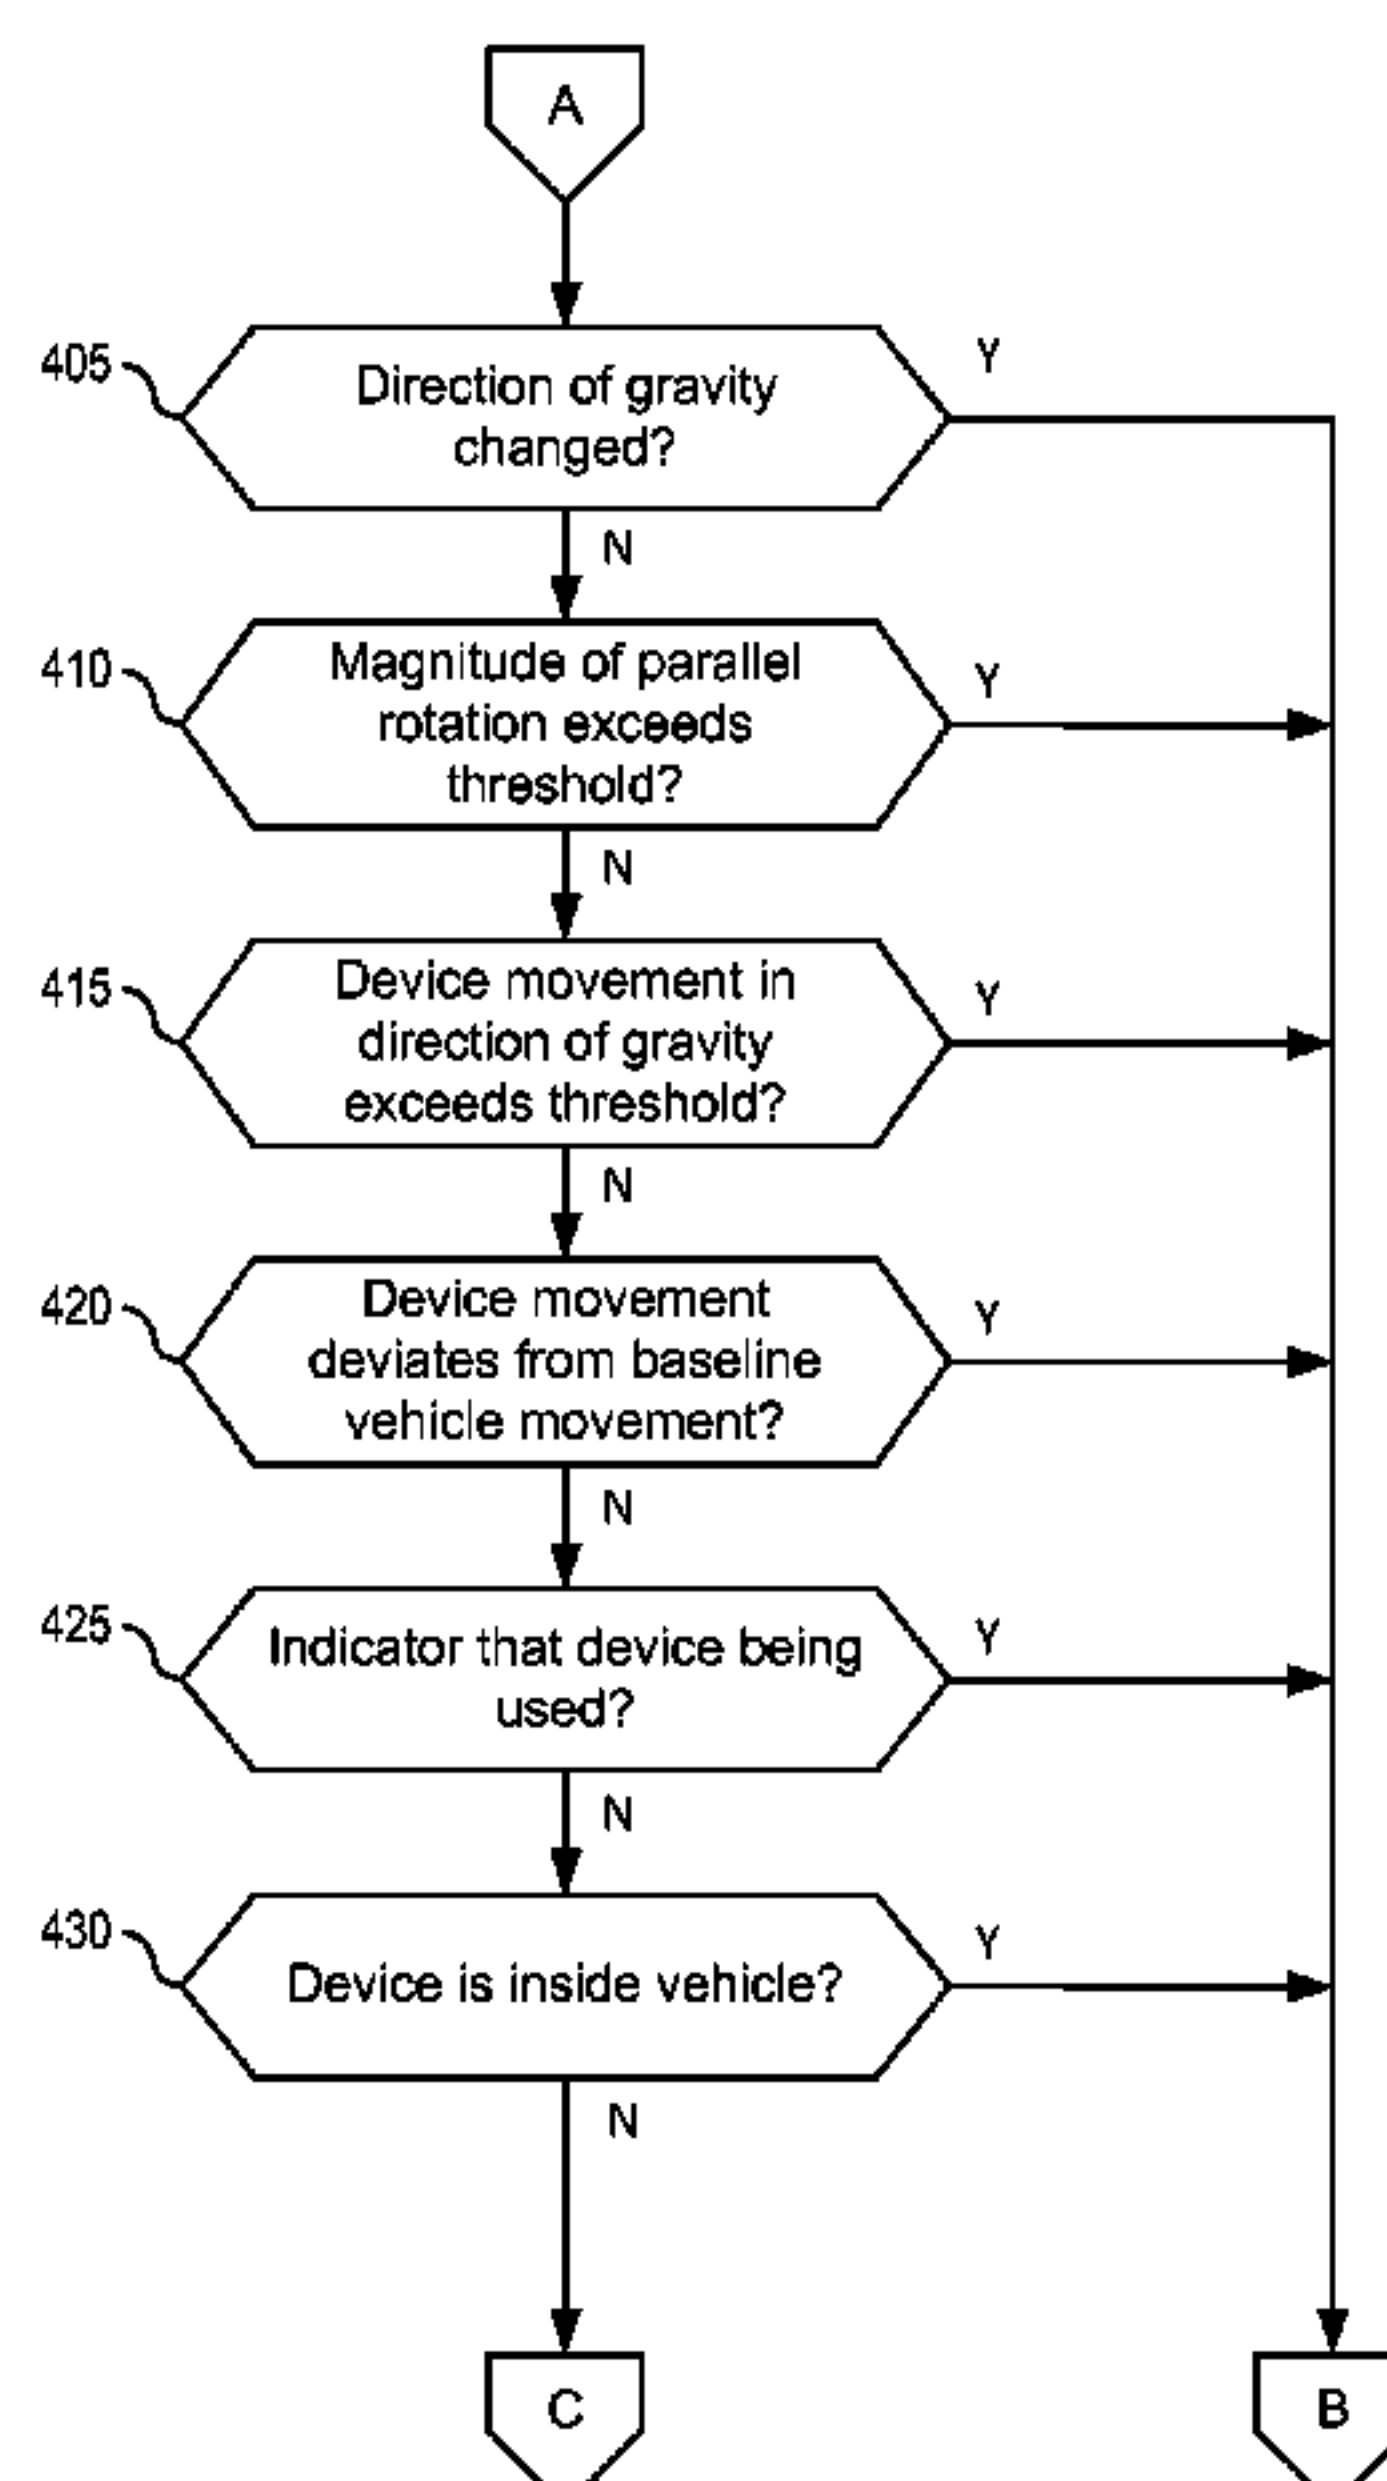 A
405
Direction of gravity
changed?
Y
N
410
Magnitude of parallel
rotation exceeds
threshold?
Y
N
415
Device movement in
direction of gravity
exceeds threshold?
Y
N
420
Device movement
deviates from baseline
vehicle movement?
Y
N
425
Indicator that device being
used?
Y
N
430
Device is inside vehicle?
Y
N
C
B